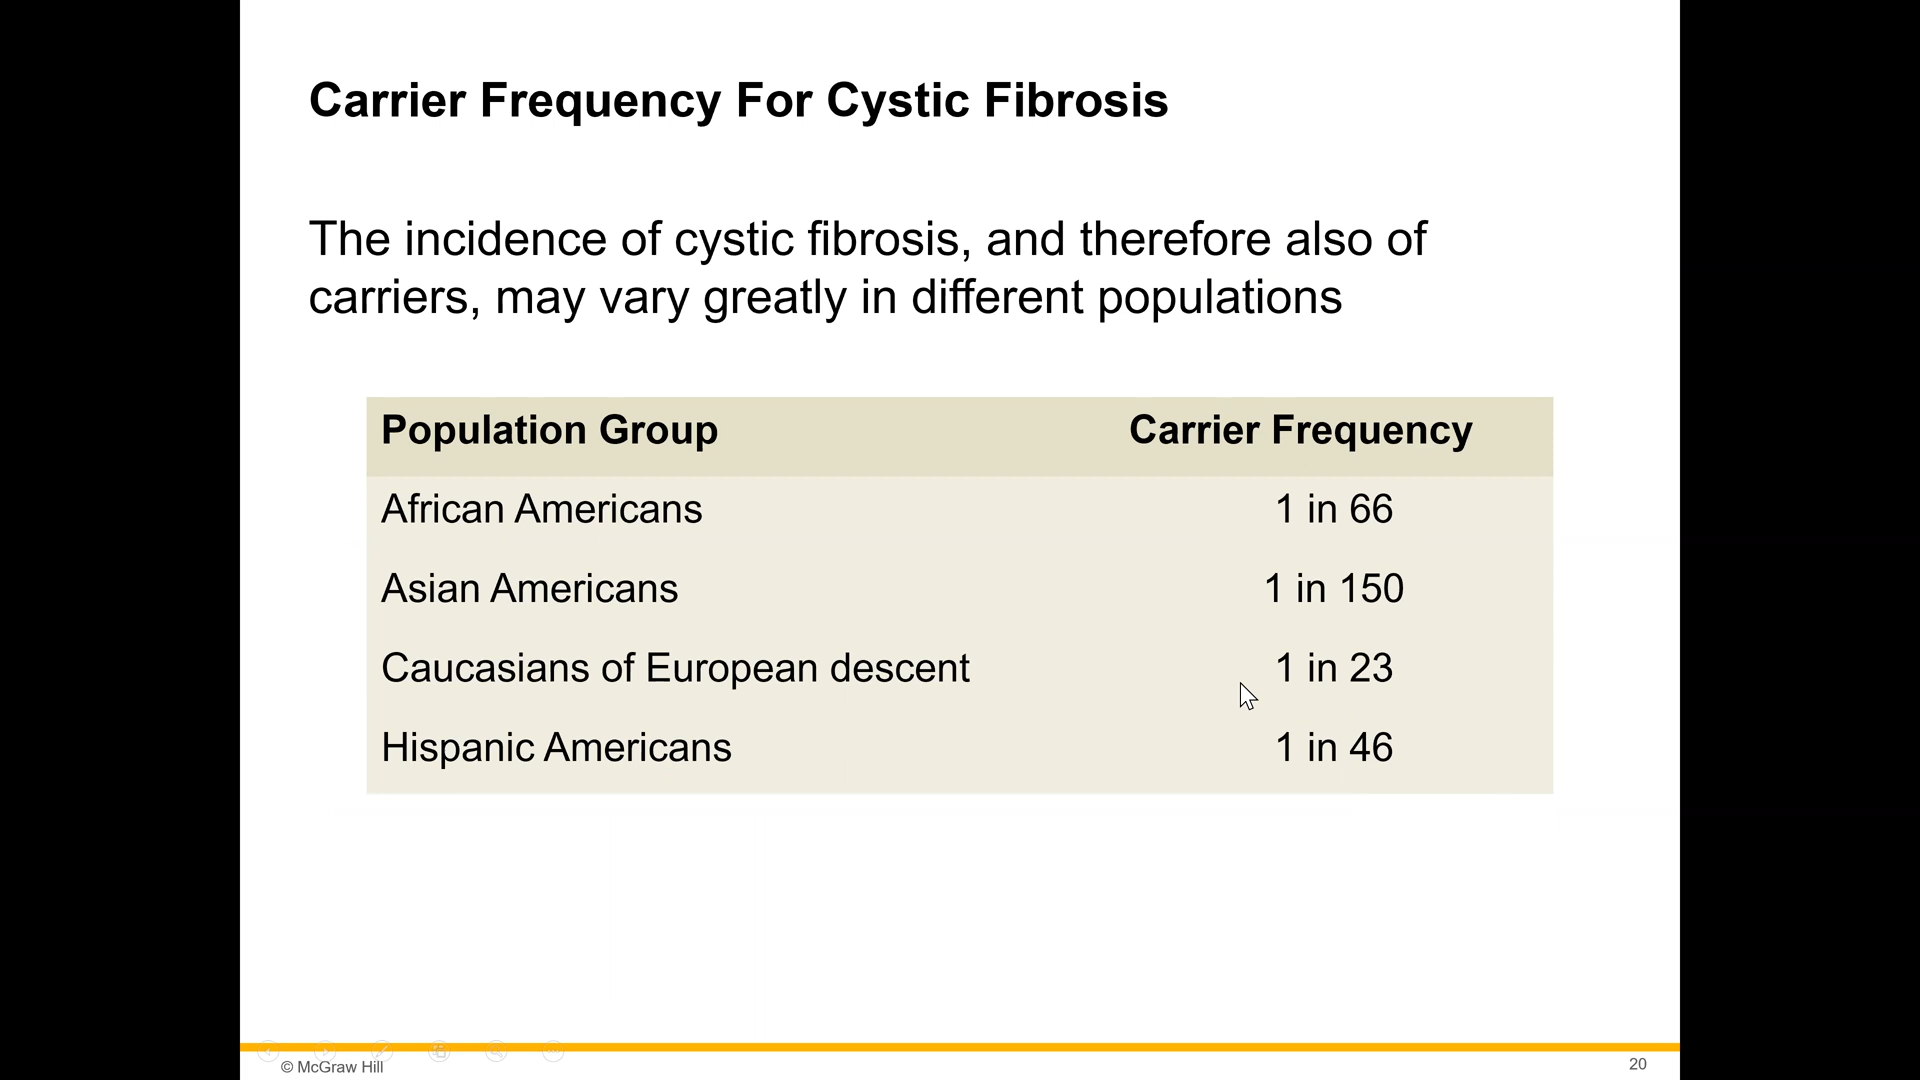 Carrier Frequency For Cystic Fibrosis
The incidence of cystic fibrosis, and therefore also of
carriers, may vary greatly in different populations
Population Group Carrier Frequency
African Americans 1 in 66
Asian Americans 1 in 150
Caucasians of European descent 1 in 23
Hispanic Americans 1 in 46
© McGraw Hill 20